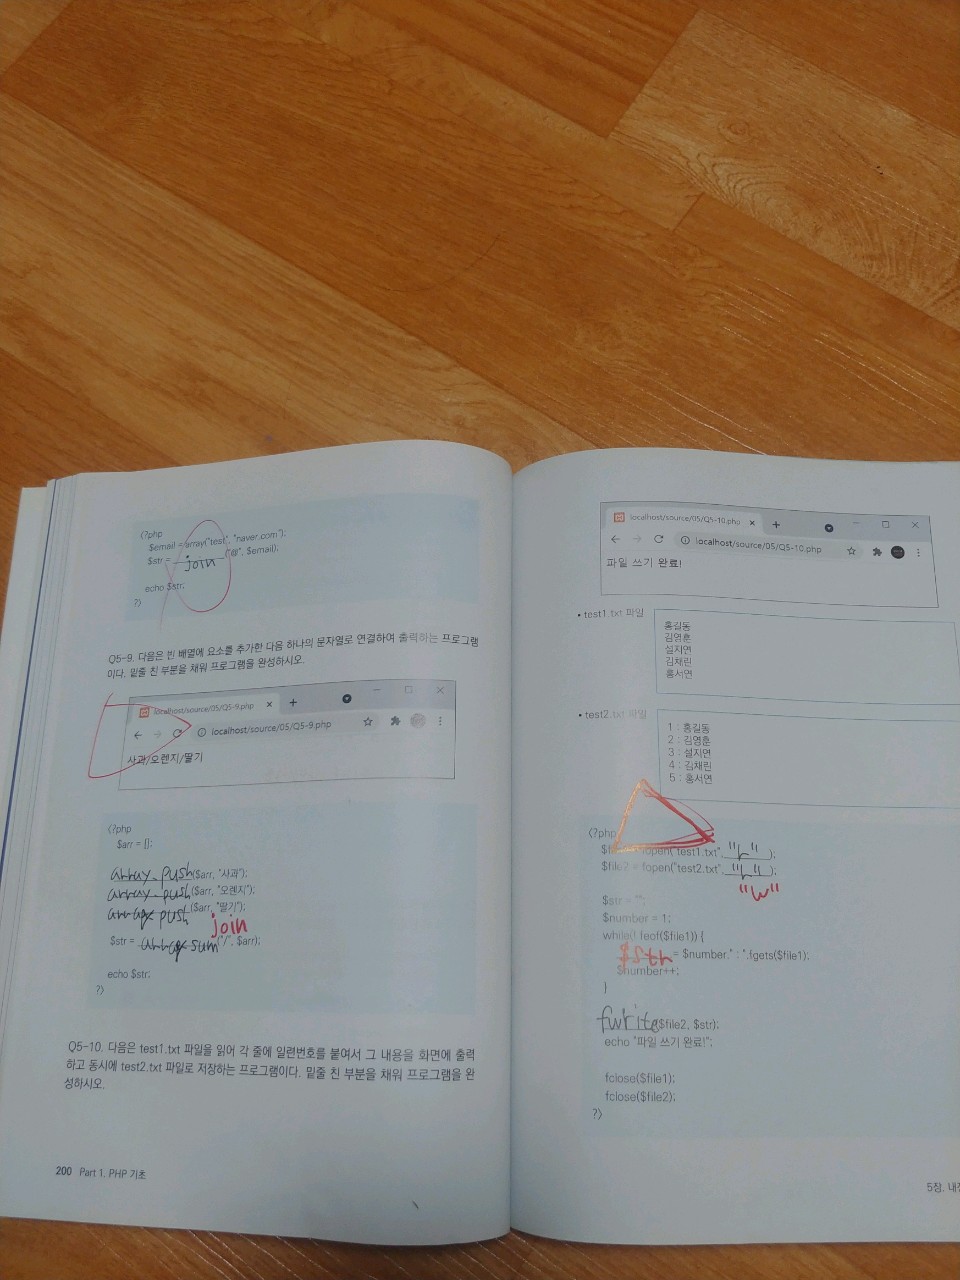 <?php
$email = array("test", "naver.com");
$str = join("@", $email);
echo $str;
?>
Q5-9. 다음은 빈 배열에 요소를 추가한 다음 하나의 문자열로 연결하여 출력하는 프로그램
이다. 밑줄 친 부분을 채워 프로그램을 완성하시오.
localhost/source/05/Q5-9.php
localhost/source/05/Q5-9.php
사과/오렌지/딸기
<?php
$arr = [];
array_push($arr, "사과");
array_push($arr, "오렌지");
array push($arr, "딸기");
join
$str = array sum("/", $arr);
echo $str;
?>
Q5-10. 다음은 test1.txt 파일을 읽어 각 줄에 일련번호를 붙여서 그 내용을 화면에 출력
하고 동시에 test2.txt 파일로 저장하는 프로그램이다. 밑줄 친 부분을 채워 프로그램을 완
성하시오.
200 Part 1. PHP 기초
localhost/source/05/Q5-10.php
localhost/source/05/Q5-10.php
파일 쓰기 완료!
• test1.txt 파일
홍길동
김영훈
설지연
김채린
홍서연
• test2.txt 파일
1 : 홍길동
2 : 김영훈
3 : 설지연
4 : 김채린
5 : 홍서연
<?php
fopen("test1.txt", "r");
$file2 = fopen("test2.txt", "r");
"w"
$str = "";
$number = 1;
while(! feof($file1)) {
$str = $number." : ".fgets($file1);
$number++;
}
fwrite($file2, $str);
echo "파일 쓰기 완료!";
fclose($file1);
fclose($file2);
?>
5장.